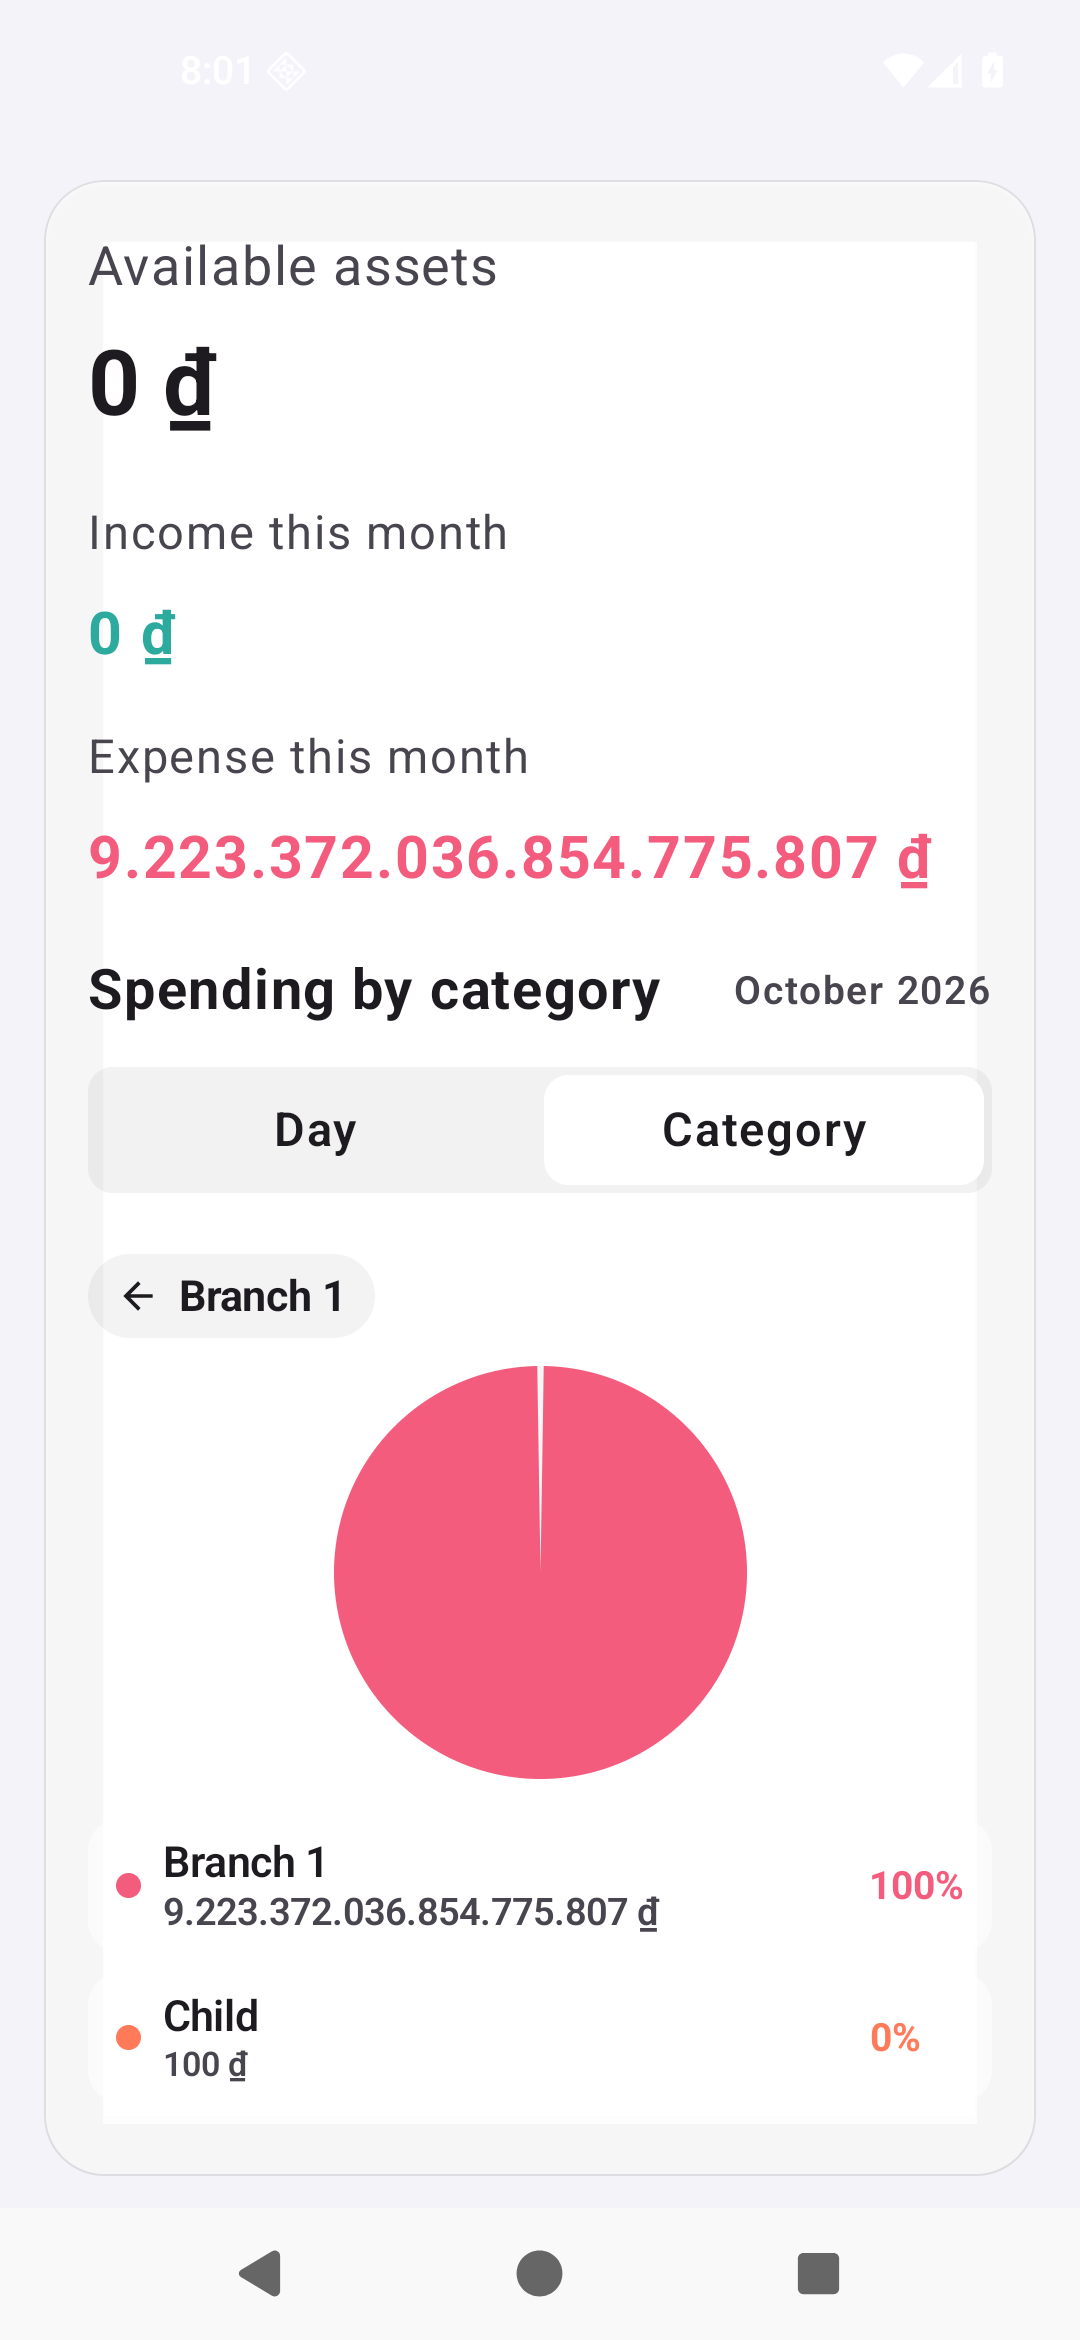 8:01
Available assets
0 ₫
Income this month
0 ₫
Expense this month
9.223.372.036.854.775.807 ₫
Spending by category October 2026
Day Category
Branch 1
Branch 1
9.223.372.036.854.775.807 ₫
100%
Child
100 ₫
0%